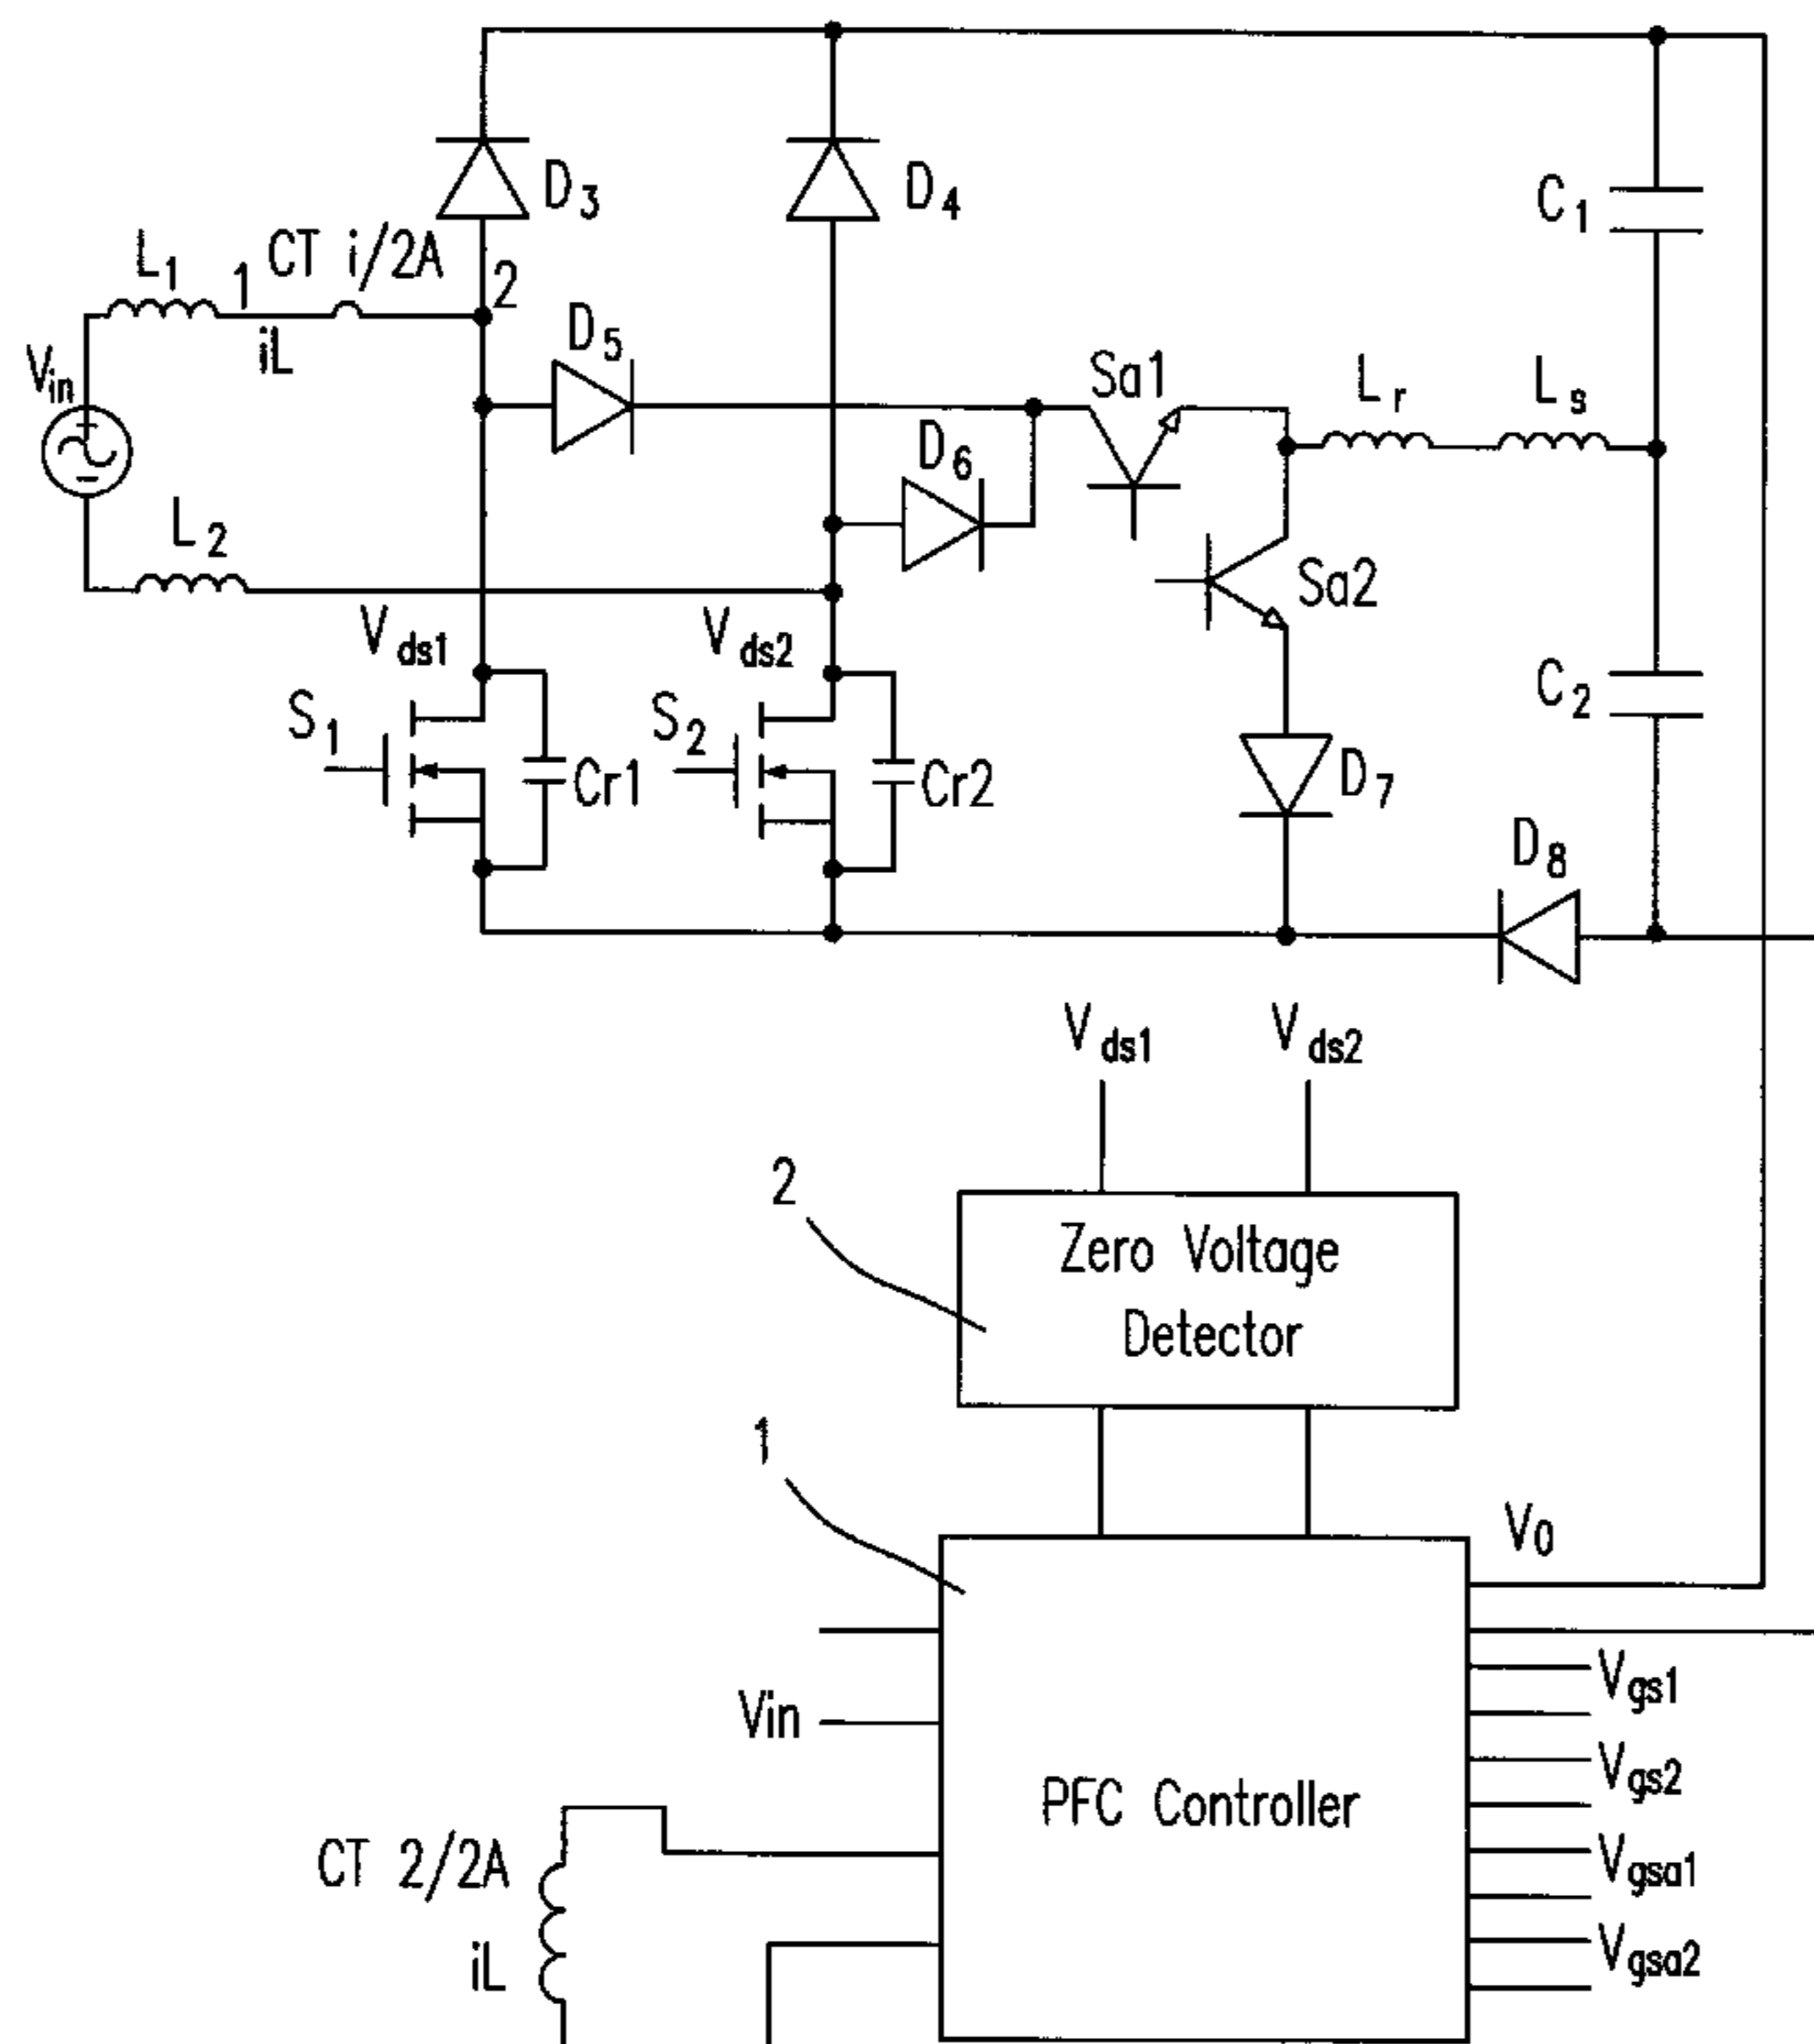 D3
D4
C1
L1
1
CT i/2A
2
iL
D5
Vin
+
-
Sa1
Lr
Ls
D6
L2
Sa2
Vds1
Vds2
C2
S1
Cr1
S2
Cr2
D7
D8
Vds1
Vds2
2
Zero Voltage
Detector
1
V0
Vgs1
Vin
Vgs2
PFC Controller
CT 2/2A
Vgsa1
iL
Vgsa2